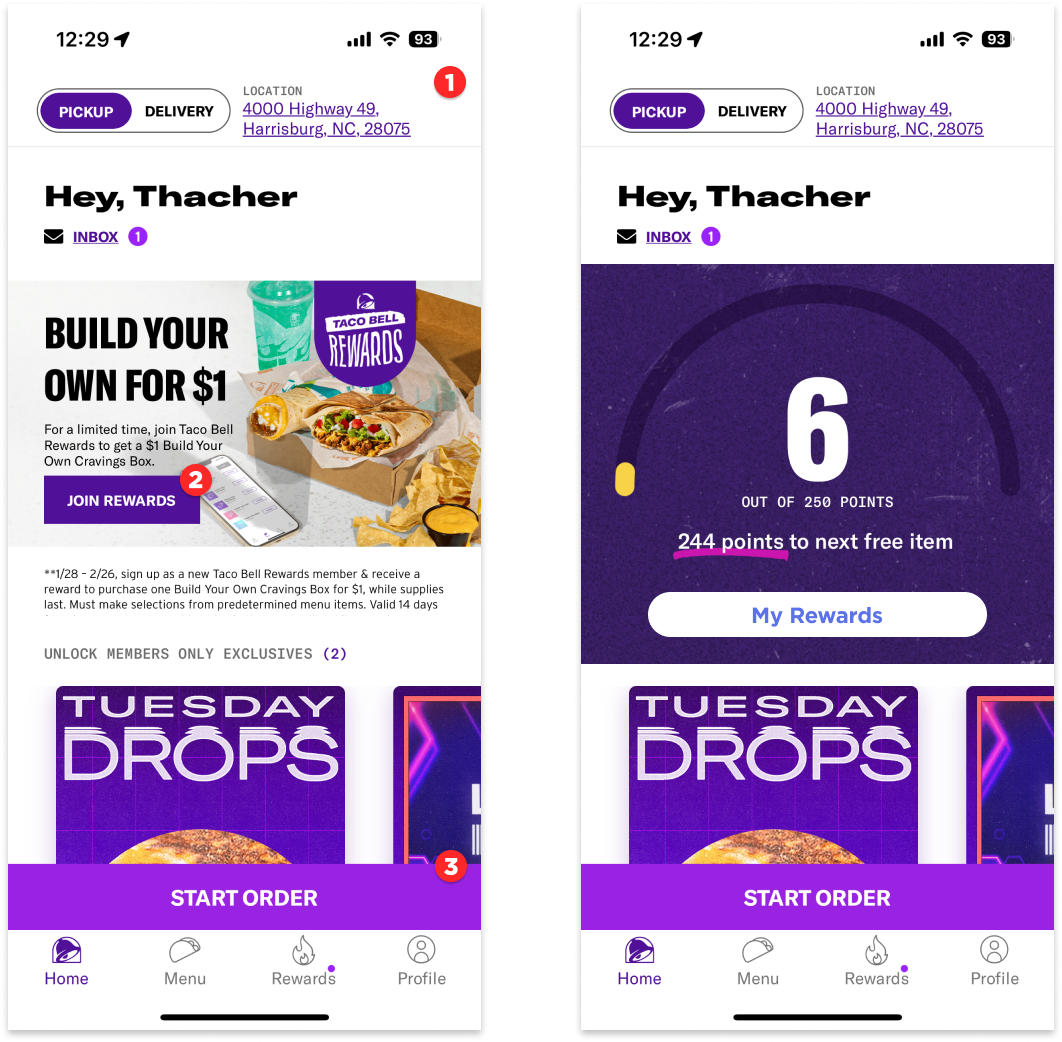 12:29
93
1
PICKUP
DELIVERY
LOCATION
4000 Highway 49,
Harrisburg, NC, 28075
Hey, Thacher
INBOX 1
BUILD YOUR
OWN FOR $1
TACO BELL
REWARDS
For a limited time, join Taco Bell
Rewards to get a $1 Build Your
Own Cravings Box.
2
JOIN REWARDS
**1/28 – 2/26, sign up as a new Taco Bell Rewards member & receive a
reward to purchase one Build Your Own Cravings Box for $1, while supplies
last. Must make selections from predetermined menu items. Valid 14 days
UNLOCK MEMBERS ONLY EXCLUSIVES (2)
TUESDAY
DROPS
3
START ORDER
Home
Menu
Rewards
Profile
12:29
93
PICKUP
DELIVERY
LOCATION
4000 Highway 49,
Harrisburg, NC, 28075
Hey, Thacher
INBOX 1
6
OUT OF 250 POINTS
244 points to next free item
My Rewards
TUESDAY
DROPS
START ORDER
Home
Menu
Rewards
Profile